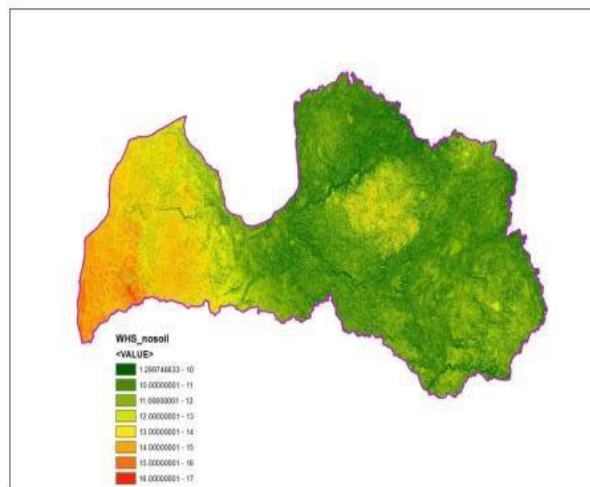 WHS_nosoil
<VALUE>
1.299746633 - 10
10.00000001 - 11
11.00000001 - 12
12.00000001 - 13
13.00000001 - 14
14.00000001 - 15
15.00000001 - 16
16.00000001 - 17